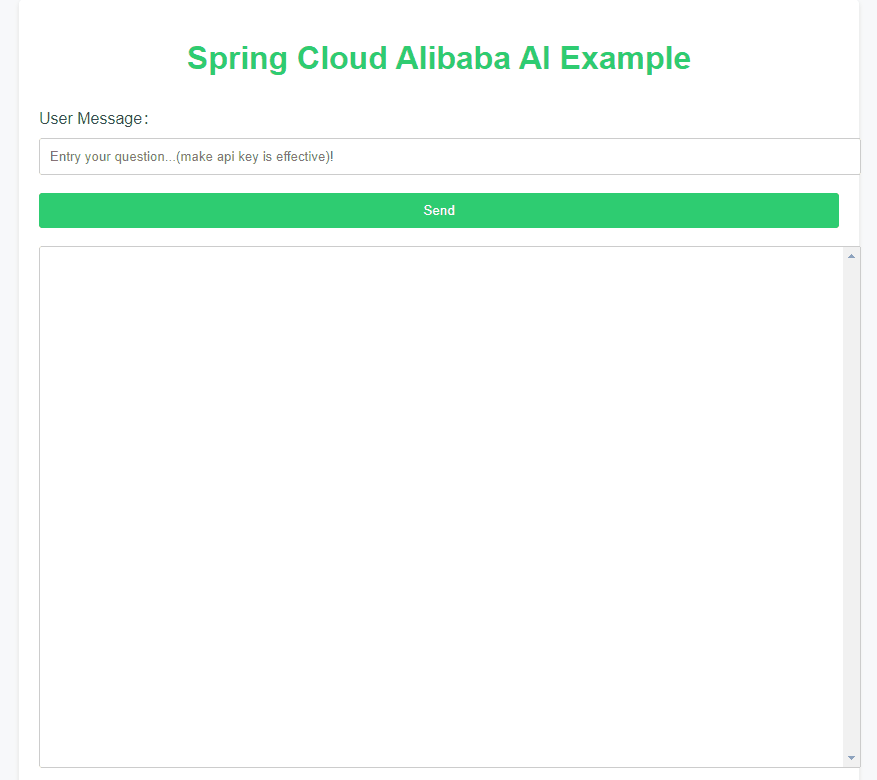 Spring Cloud Alibaba AI Example
User Message：
Entry your question...(make api key is effective)!
Send